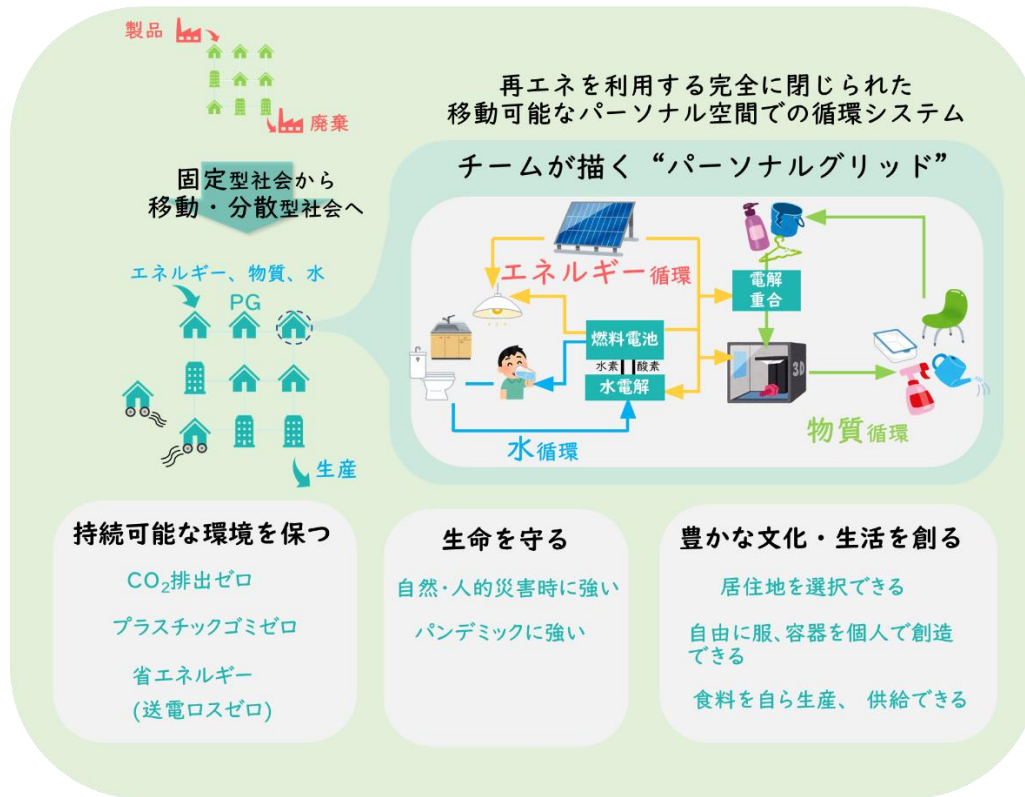 製品
廃棄
固定型社会から
移動・分散型社会へ
エネルギー、物質、水
PG
生産
再エネを利用する完全に閉じられた
移動可能なパーソナル空間での循環システム
チームが描く “パーソナルグリッド”
エネルギー循環
電解
重合
燃料電池
水素
酸素
水電解
3D
水循環
物質循環
持続可能な環境を保つ
CO₂排出ゼロ
プラスチックゴミゼロ
省エネルギー
(送電ロスゼロ)
生命を守る
自然・人的災害時に強い
パンデミックに強い
豊かな文化・生活を創る
居住地を選択できる
自由に服、容器を個人で創造
できる
食料を自ら生産、 供給できる